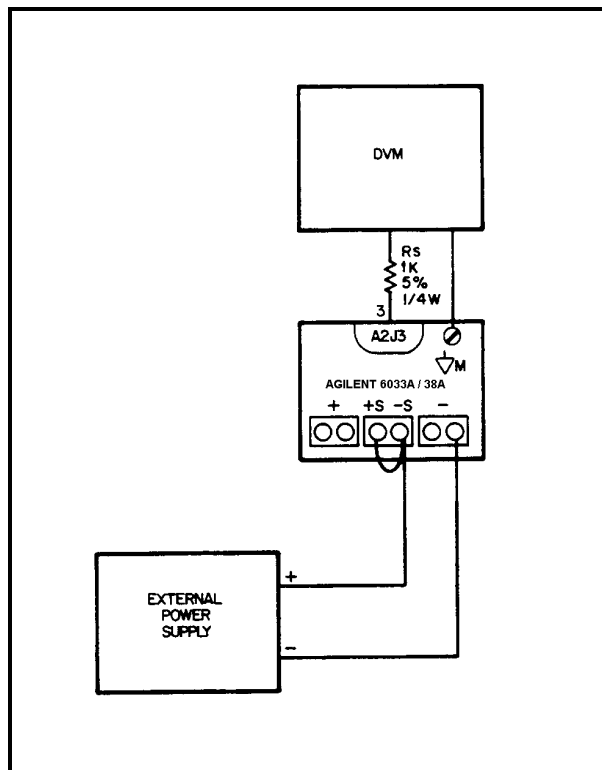 DVM
Rs
1K
5%
1/4W
3
A2J3
M
AGILENT 6033A / 38A
+ +S -S -
+
EXTERNAL
POWER
SUPPLY
-